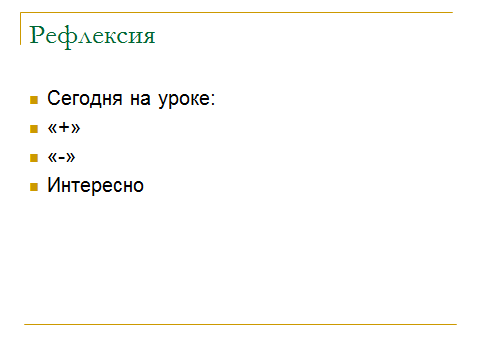 Рефлексия
Сегодня на уроке:
«+»
«-»
Интересно